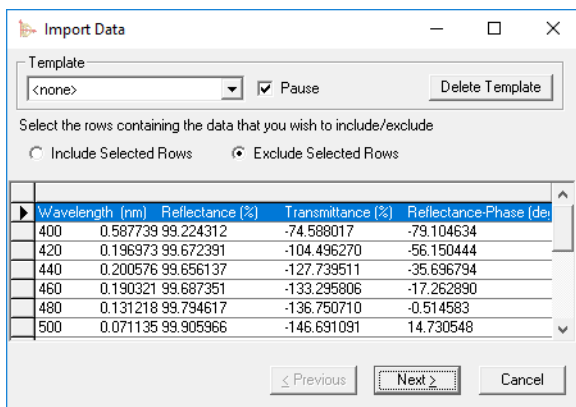 Import Data
Template
<none>
Pause
Delete Template
Select the rows containing the data that you wish to include/exclude
Include Selected Rows Exclude Selected Rows
Wavelength (nm) Reflectance (%) Transmittance (%) Reflectance-Phase (de
400 0.587739 99.224312 -74.588017 -79.104634
420 0.196973 99.672391 -104.496270 -56.150444
440 0.200576 99.656137 -127.739511 -35.696794
460 0.190321 99.687351 -133.295806 -17.262890
480 0.131218 99.794617 -136.750710 -0.514583
500 0.071135 99.905966 -146.691091 14.730548
< Previous Next > Cancel